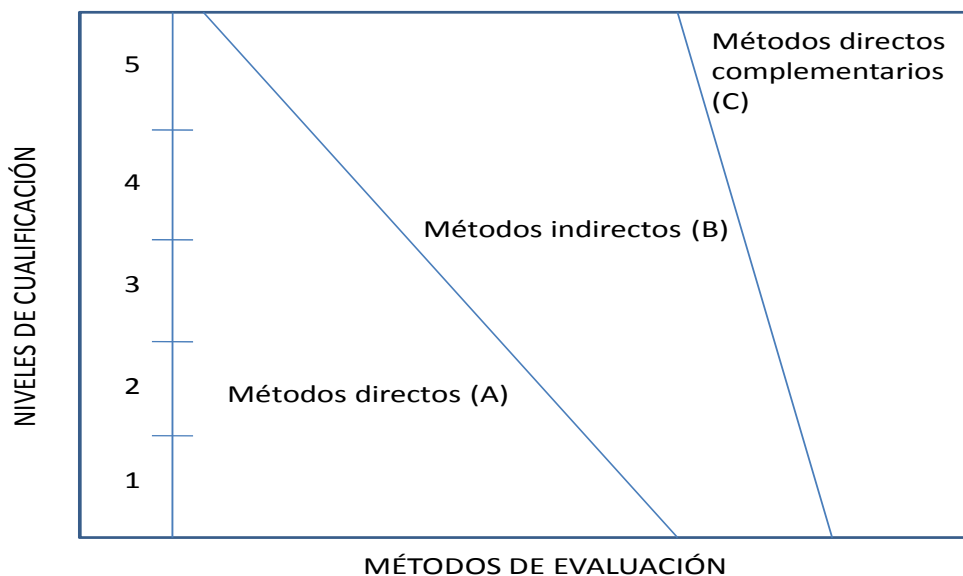 NIVELES DE CUALIFICACIÓN
5
4
3
2
1
Métodos directos
complementarios
(C)
Métodos indirectos (B)
Métodos directos (A)
MÉTODOS DE EVALUACIÓN